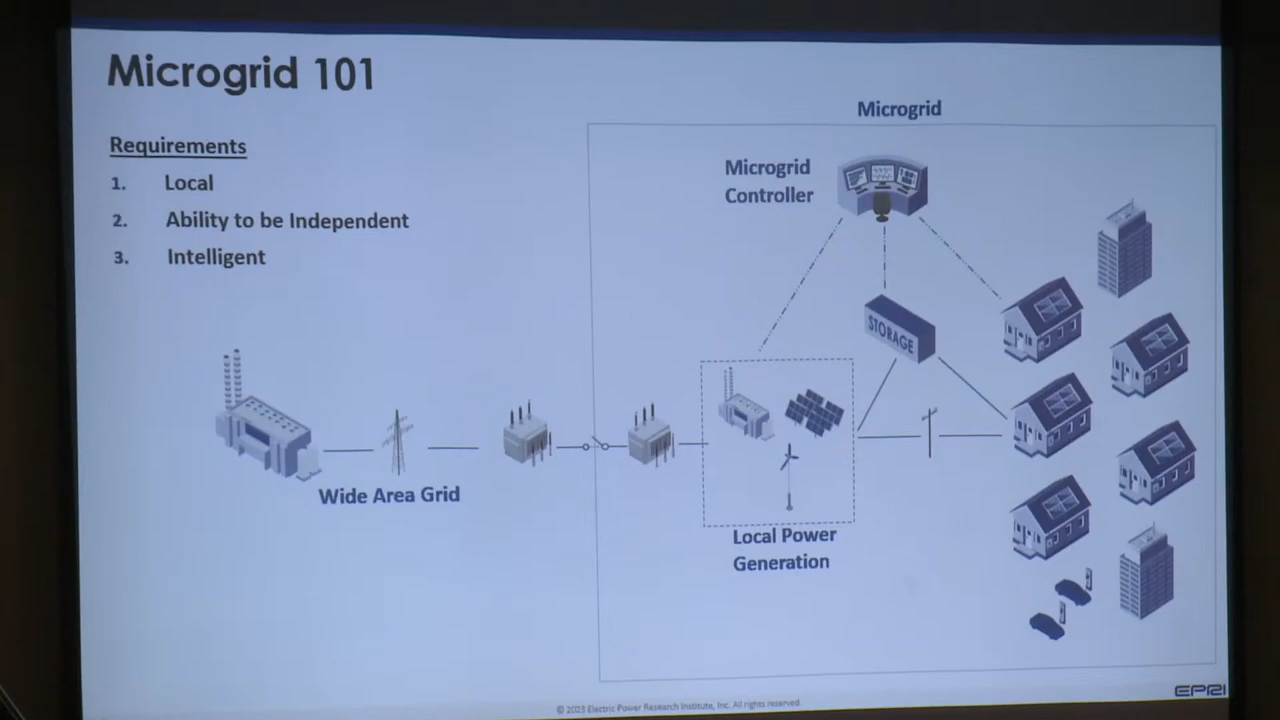 Microgrid 101
Requirements
1. Local
2. Ability to be Independent
3. Intelligent
Microgrid
Microgrid
Controller
STORAGE
Wide Area Grid
Local Power
Generation
EPRI
© 2023 Electric Power Research Institute, Inc. All rights reserved.